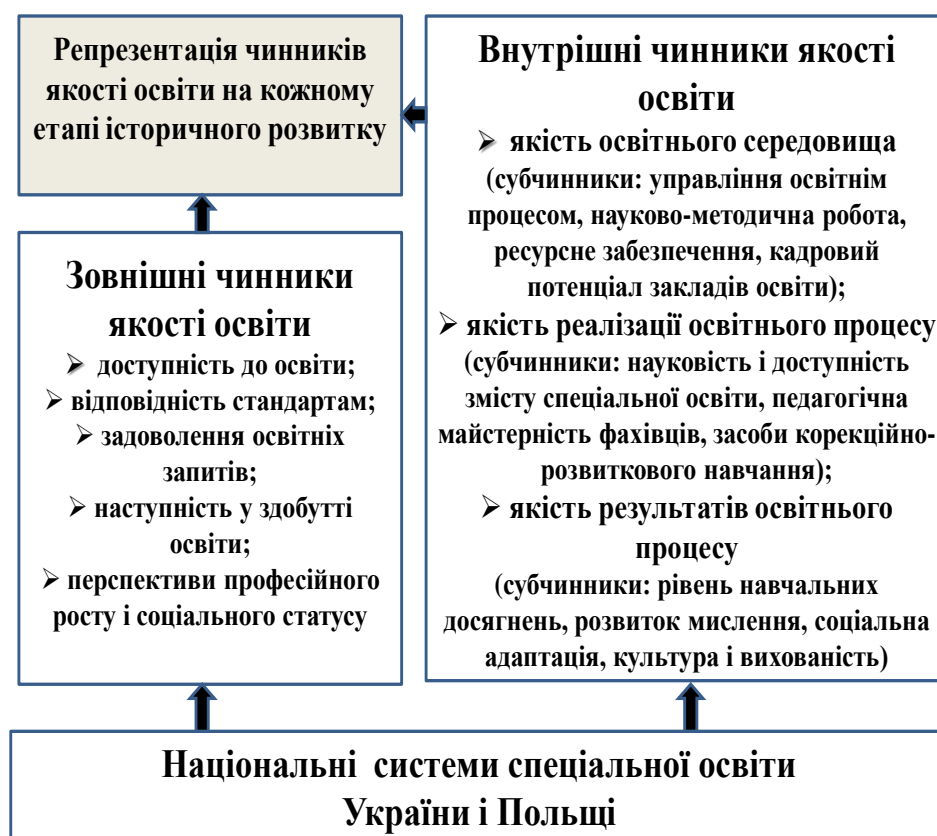 Репрезентація чинників
якості освіти на кожному
етапі історичного розвитку
Зовнішні чинники
якості освіти
➢ доступність до освіти;
➢ відповідність стандартам;
➢ задоволення освітніх
запитів;
➢ наступність у здобутті
освіти;
➢ перспективи професійного
росту і соціального статусу
Внутрішні чинники якості
освіти
➢ якість освітнього середовища
(субчинники: управління освітнім
процесом, науково-методична робота,
ресурсне забезпечення, кадровий
потенціал закладів освіти);
➢ якість реалізації освітнього процесу
(субчинники: науковість і доступність
змісту спеціальної освіти, педагогічна
майстерність фахівців, засоби корекційно-
розвиткового навчання);
➢ якість результатів освітнього
процесу
(субчинники: рівень навчальних
досягнень, розвиток мислення, соціальна
адаптація, культура і вихованість)
Національні системи спеціальної освіти
України і Польщі